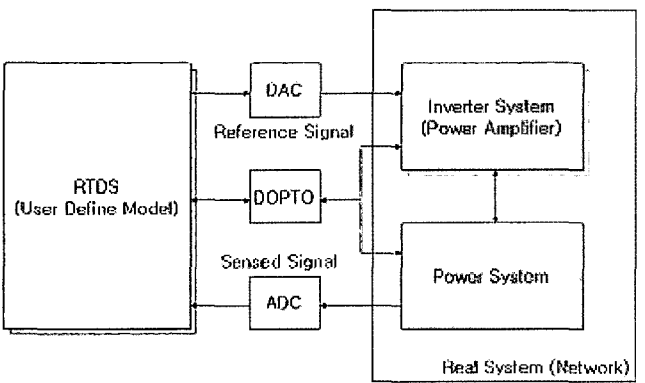 DAC
Reference Signal
Inverter System
(Power Amplifier)
RTDS
(User Define Model)
DOPTO
Sensed Signal
ADC
Power System
Real System (Network)